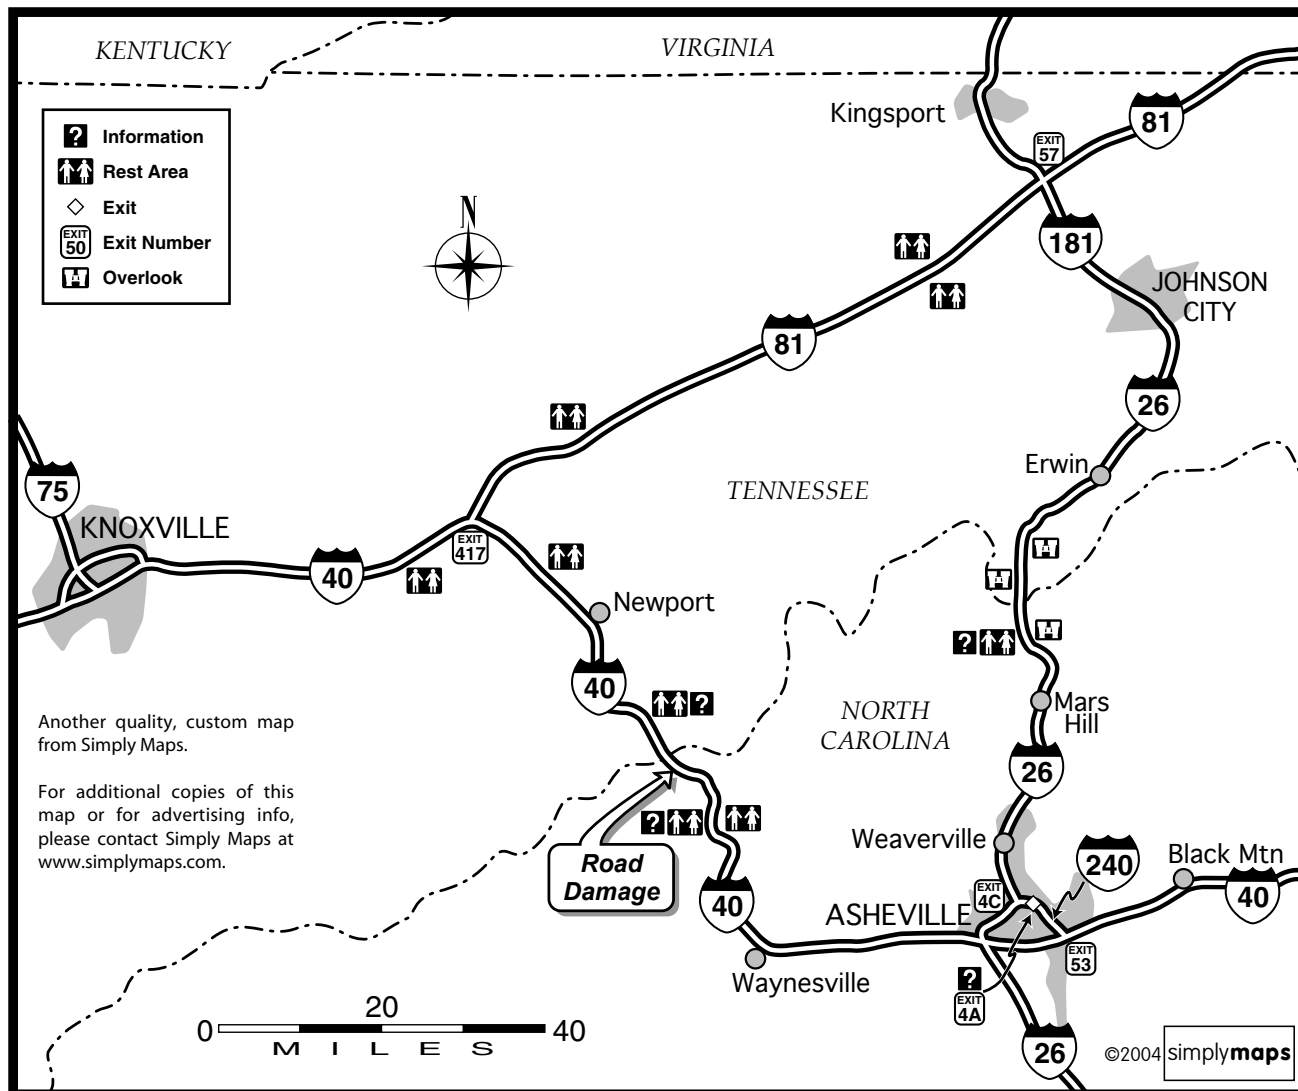 KENTUCKY
VIRGINIA
Kingsport
81
EXIT
57
?
Information
Rest Area
Exit
EXIT
50
Exit Number
Overlook
N
181
JOHNSON
CITY
81
26
Erwin
75
TENNESSEE
KNOXVILLE
EXIT
417
40
Newport
40
?
?
Another quality, custom map
from Simply Maps.
For additional copies of this
map or for advertising info,
please contact Simply Maps at
www.simplymaps.com.
NORTH
CAROLINA
Mars
Hill
26
?
Road
Damage
Weaverville
240
Black Mtn
EXIT
4C
40
40
ASHEVILLE
EXIT
53
Waynesville
?
EXIT
4A
20
0
40
MILES
26
©2004
simplymaps